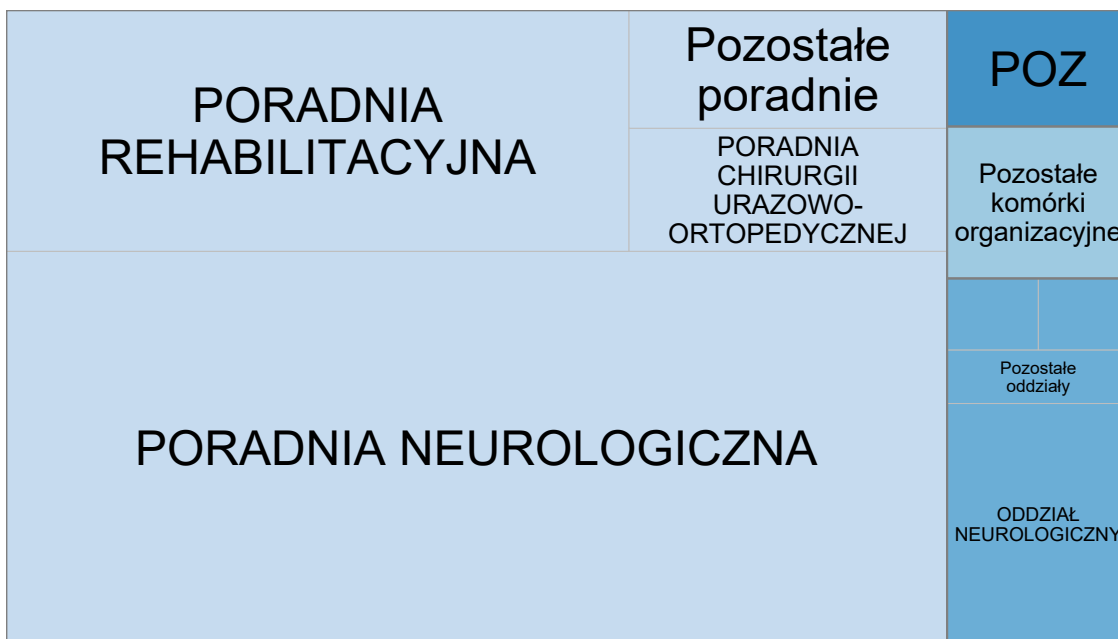 PORADNIA
REHABILITACYJNA
Pozostałe
poradnie
PORADNIA
CHIRURGII
URAZOWO-
ORTOPEDYCZNEJ
PORADNIA NEUROLOGICZNA
POZ
Pozostałe
komórki
organizacyjne
Pozostałe
oddziały
ODDZIAŁ
NEUROLOGICZNY